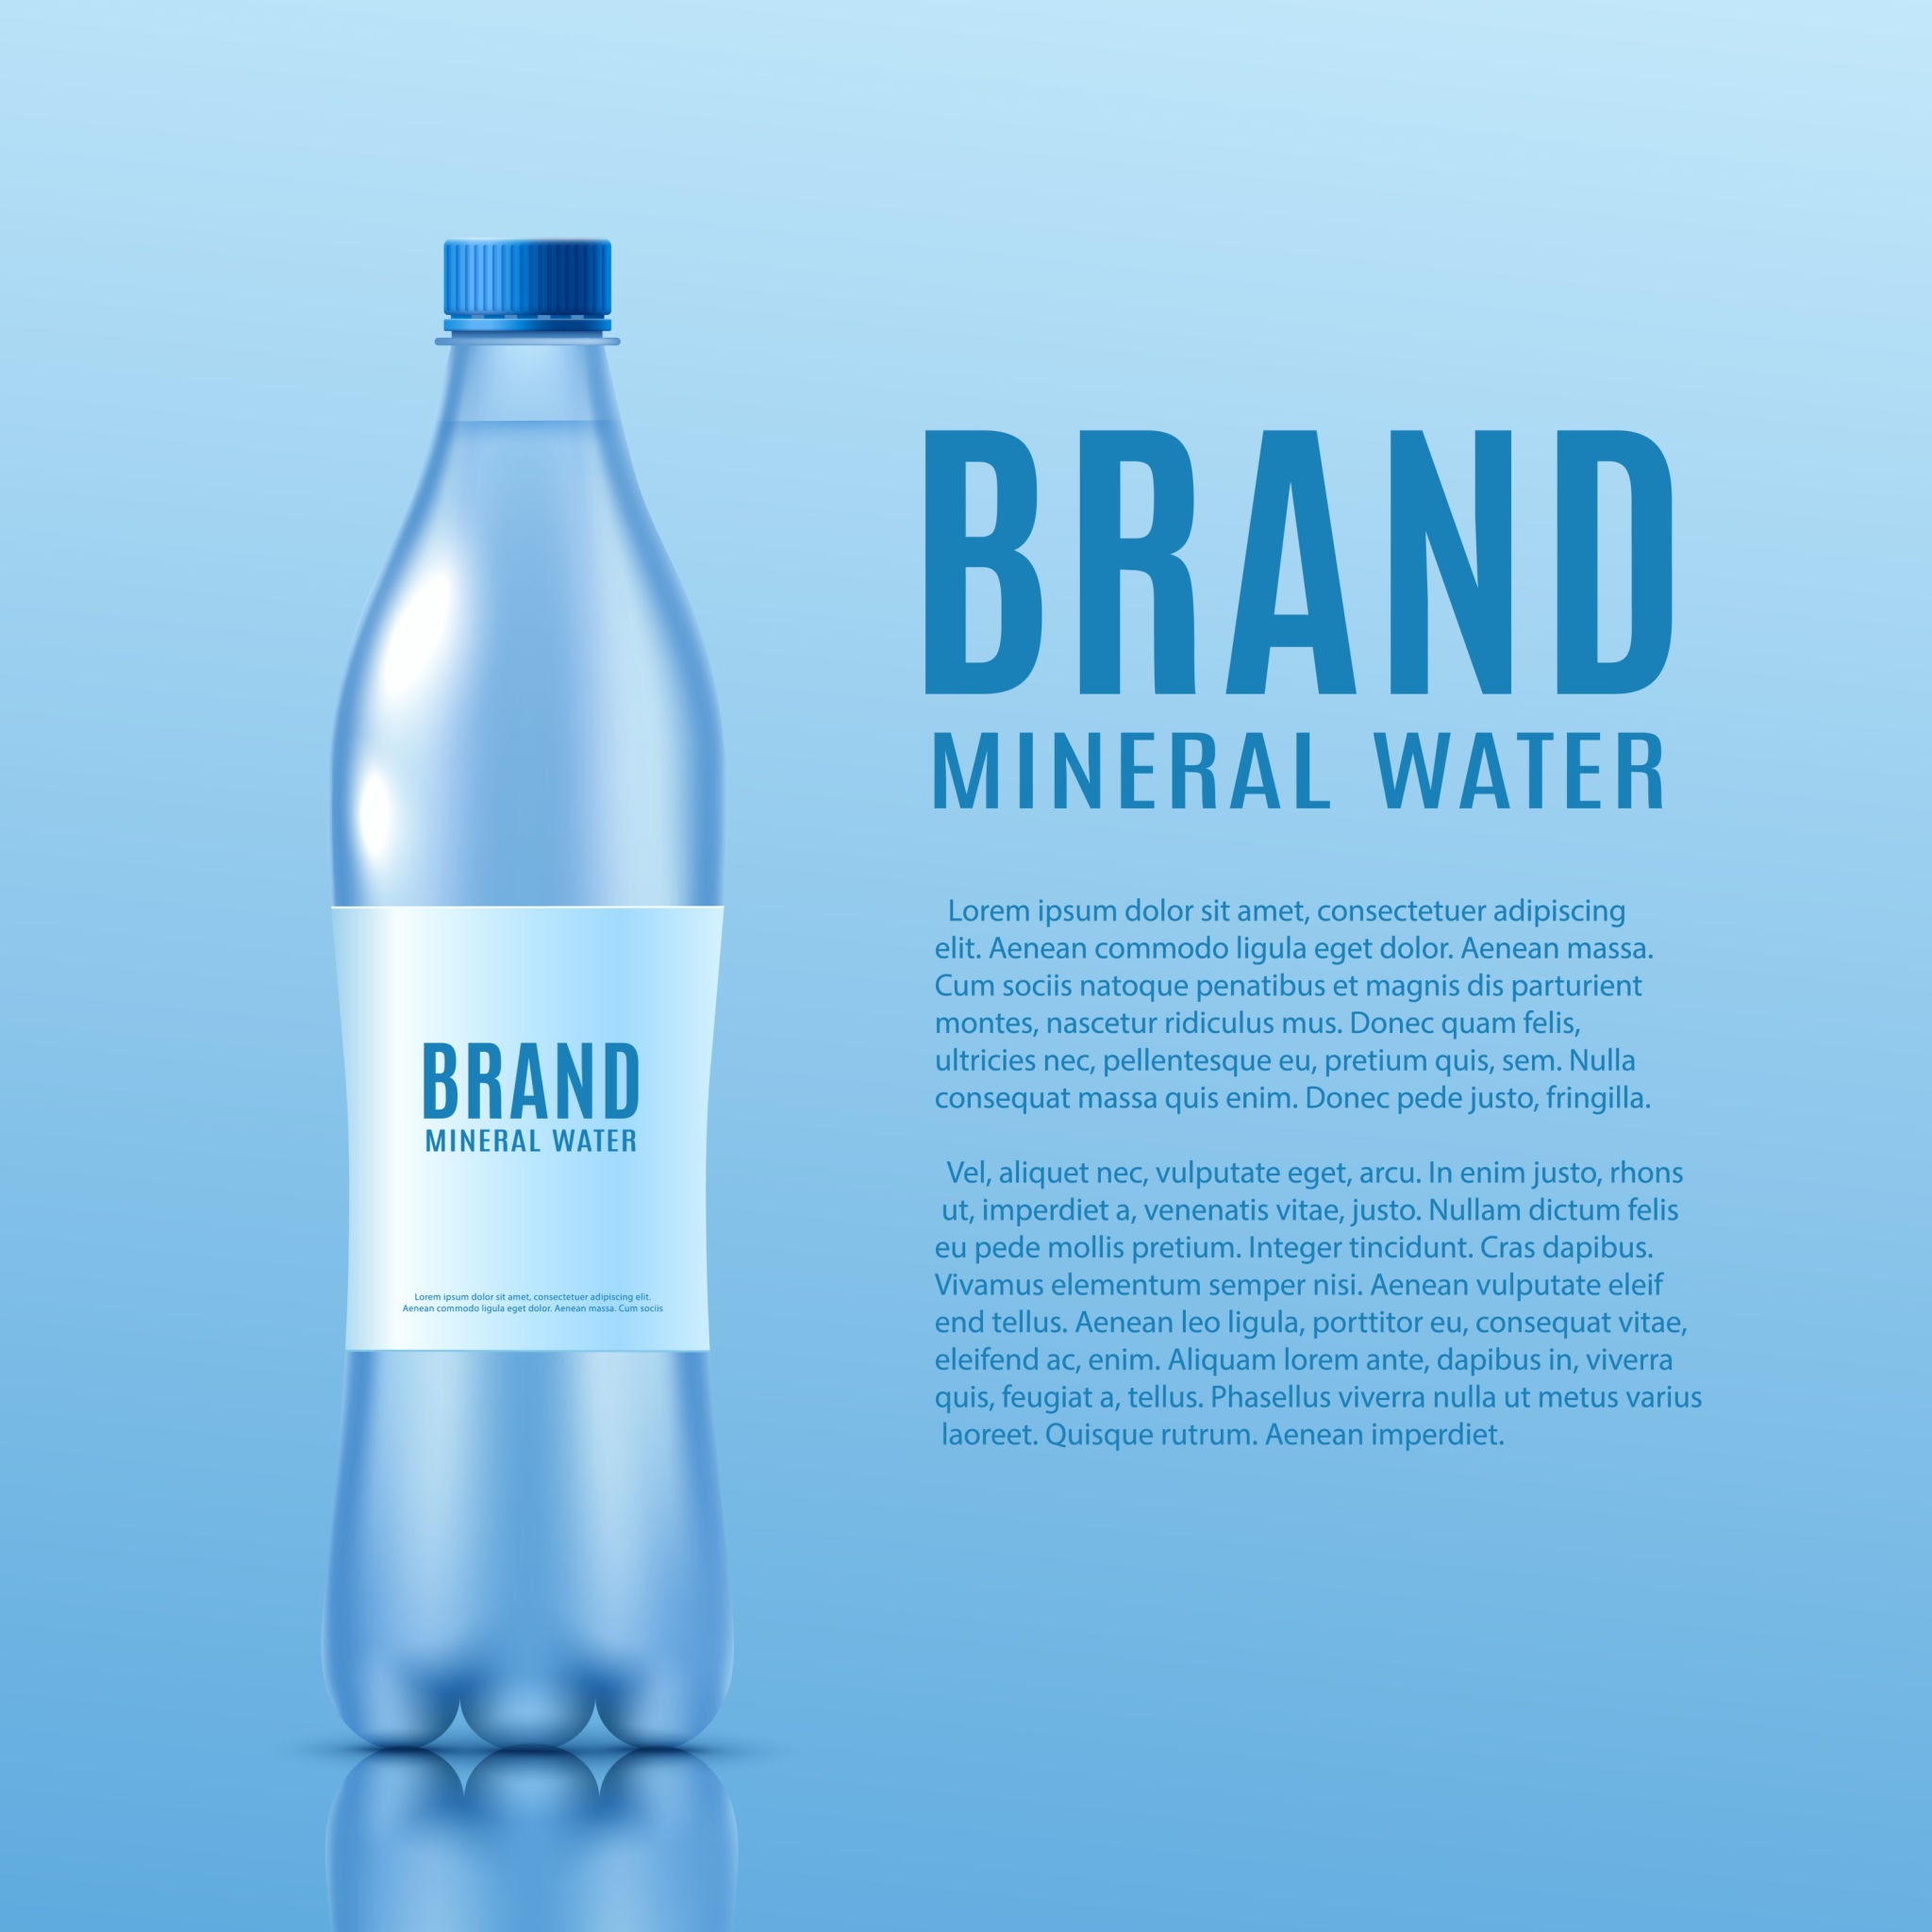 BRAND
MINERAL WATER
Lorem ipsum dolor sit amet, consectetuer adipiscing
elit. Aenean commodo ligula eget dolor. Aenean massa.
Cum sociis natoque penatibus et magnis dis parturient
montes, nascetur ridiculus mus. Donec quam felis,
ultricies nec, pellentesque eu, pretium quis, sem. Nulla
consequat massa quis enim. Donec pede justo, fringilla.
Vel, aliquet nec, vulputate eget, arcu. In enim justo, rhons
ut, imperdiet a, venenatis vitae, justo. Nullam dictum felis
eu pede mollis pretium. Integer tincidunt. Cras dapibus.
Vivamus elementum semper nisi. Aenean vulputate eleif
end tellus. Aenean leo ligula, porttitor eu, consequat vitae,
eleifend ac, enim. Aliquam lorem ante, dapibus in, viverra
quis, feugiat a, tellus. Phasellus viverra nulla ut metus varius
laoreet. Quisque rutrum. Aenean imperdiet.
BRAND
MINERAL WATER
Lorem ipsum dolor sit amet, consectetuer adipiscing elit.
Aenean commodo ligula eget dolor. Aenean massa. Cum sociis